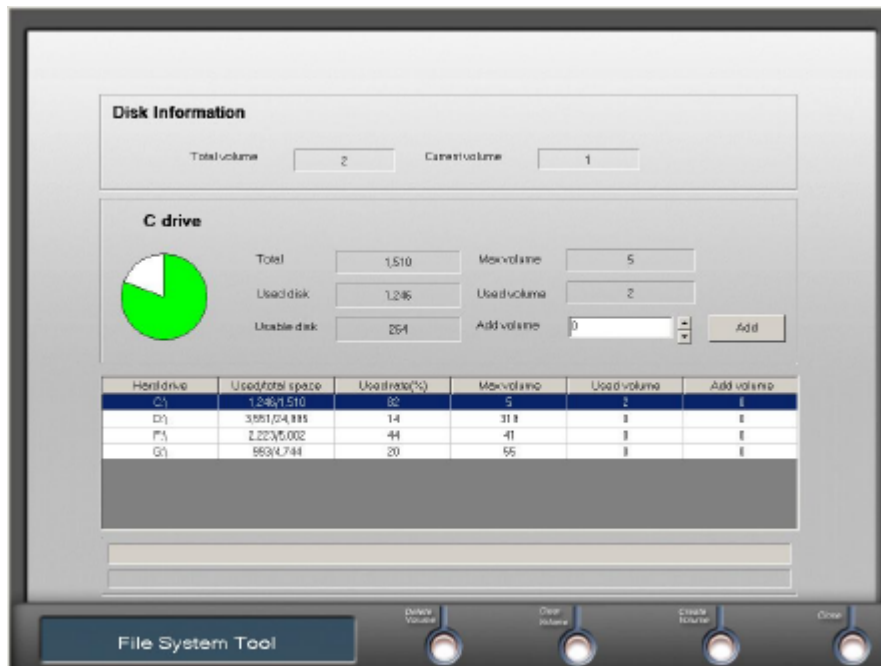 Disk Information
Total volume 2 Current volume 1
C drive
Total 1,510 Max volume 5
Used disk 1,246 Used volume 2
Usable disk 264 Add volume 0 Add
Hard drive Used/total space Used rate(%) Max volume Used volume Add volume
C:\ 1,246/1,510 82 5 2 0
D:\ 14 319 0 0
F:\ 2,223/5,002 44 41 0 0
G:\ 20 55 0 0
Delete Volume Volume Create Volume Close
File System Tool